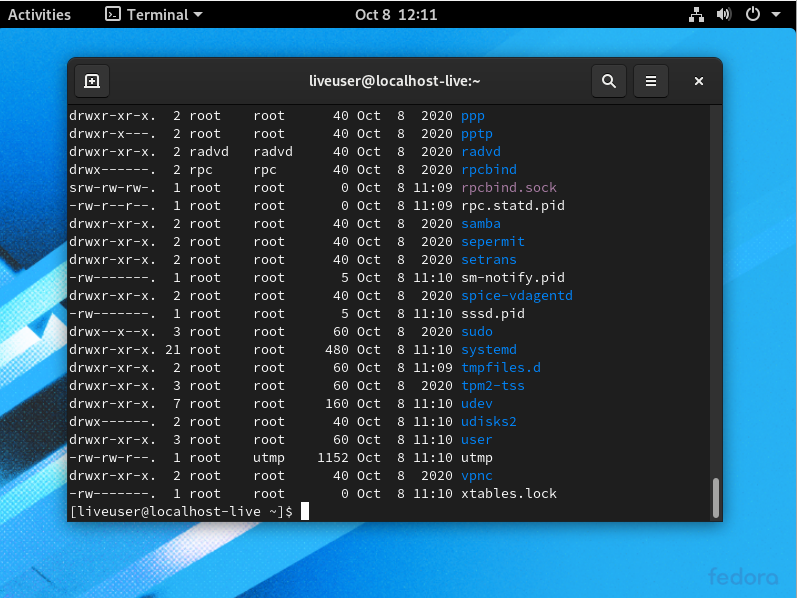 Activities Terminal Oct 8 12:11
liveuser@localhost-live:~
drwxr-xr-x. 2 root root 40 Oct 8 2020 ppp
drwxr-x---. 2 root root 40 Oct 8 2020 pptp
drwxr-xr-x. 2 radvd radvd 40 Oct 8 2020 radvd
drwx------. 2 rpc rpc 40 Oct 8 2020 rpcbind
srw-rw-rw-. 1 root root 0 Oct 8 11:09 rpcbind.sock
-rw-r--r--. 1 root root 0 Oct 8 11:09 rpc.statd.pid
drwxr-xr-x. 2 root root 40 Oct 8 2020 samba
drwxr-xr-x. 2 root root 40 Oct 8 2020 sepermit
drwxr-xr-x. 2 root root 40 Oct 8 2020 setrans
-rw-------. 1 root root 5 Oct 8 11:10 sm-notify.pid
drwxr-xr-x. 2 root root 40 Oct 8 2020 spice-vdagentd
-rw-------. 1 root root 5 Oct 8 11:10 sssd.pid
drwx--x--x. 3 root root 60 Oct 8 2020 sudo
drwxr-xr-x. 21 root root 480 Oct 8 11:10 systemd
drwxr-xr-x. 2 root root 60 Oct 8 11:09 tmpfiles.d
drwxr-xr-x. 3 root root 60 Oct 8 2020 tpm2-tss
drwxr-xr-x. 7 root root 160 Oct 8 11:10 udev
drwx------. 2 root root 40 Oct 8 11:10 udisks2
drwxr-xr-x. 3 root root 60 Oct 8 11:10 user
-rw-rw-r--. 1 root utmp 1152 Oct 8 11:10 utmp
drwxr-xr-x. 2 root root 40 Oct 8 2020 vpnc
-rw-------. 1 root root 0 Oct 8 11:10 xtables.lock
[liveuser@localhost-live ~]$
fedora